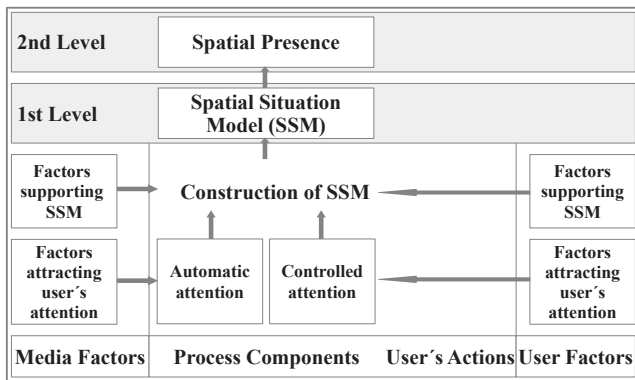 2nd Level
Spatial Presence
1st Level
Spatial Situation
Model (SSM)
Factors
supporting
SSM
Construction of SSM
Factors
supporting
SSM
Factors
attracting
user´s
attention
Automatic
attention
Controlled
attention
Factors
attracting
user´s
attention
Media Factors
Process Components
User´s Actions
User Factors